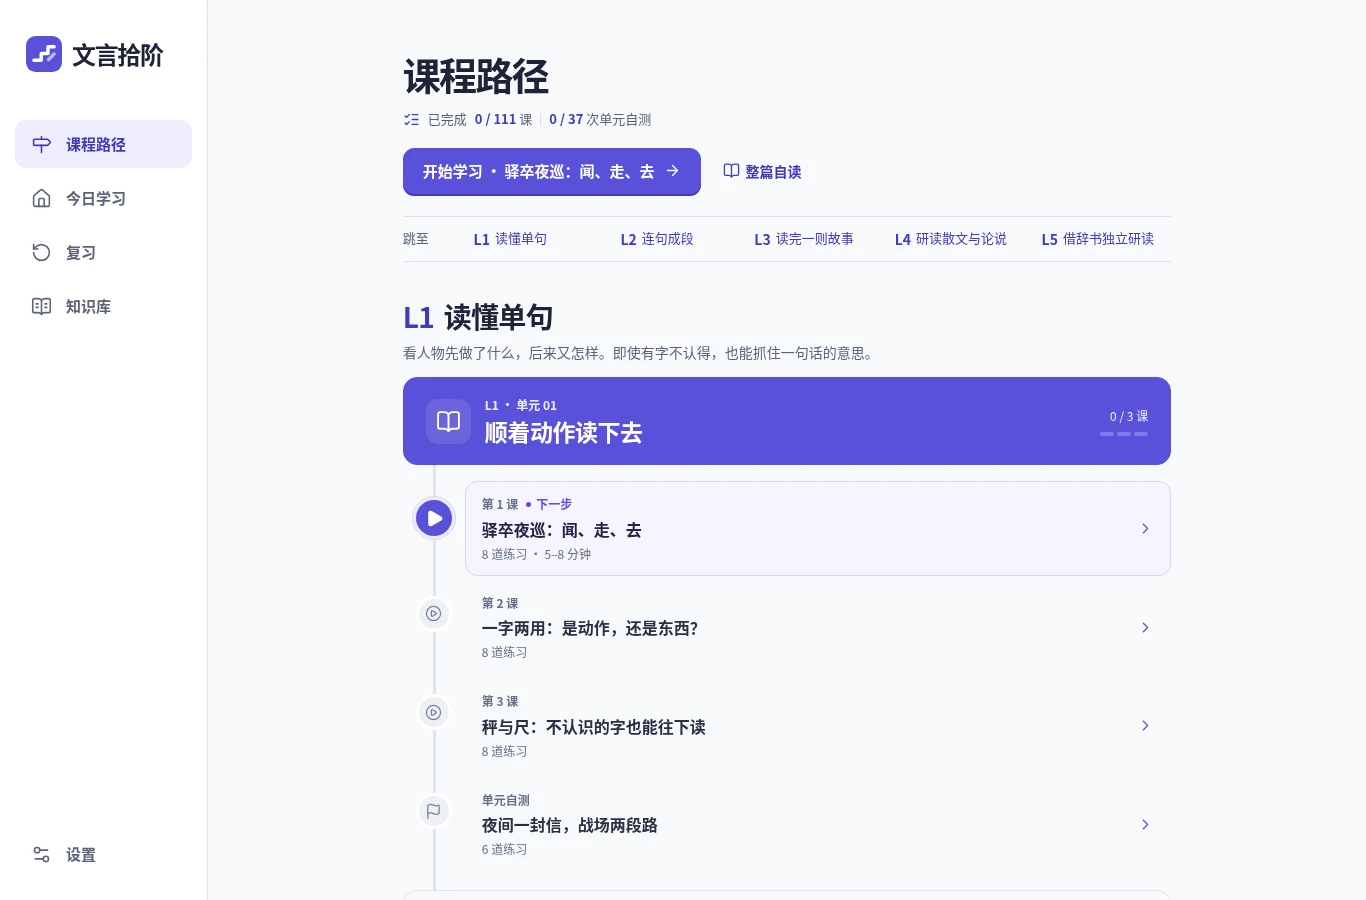 文言拾阶
课程路径
今日学习
复习
知识库
设置
课程路径
已完成 0 / 111 课 0 / 37 次单元自测
开始学习 · 驿卒夜巡：闻、走、去
整篇自读
跳至 L1 读懂单句 L2 连句成段 L3 读完一则故事 L4 研读散文与论说 L5 借辞书独立研读
L1 读懂单句
看人物先做了什么，后来又怎样。即使有字不认得，也能抓住一句话的意思。
L1 · 单元 01
顺着动作读下去
0 / 3 课
第 1 课 • 下一步
驿卒夜巡：闻、走、去
8 道练习 · 5–8 分钟
第 2 课
一字两用：是动作，还是东西？
8 道练习
第 3 课
秤与尺：不认识的字也能往下读
8 道练习
单元自测
夜间一封信，战场两段路
6 道练习